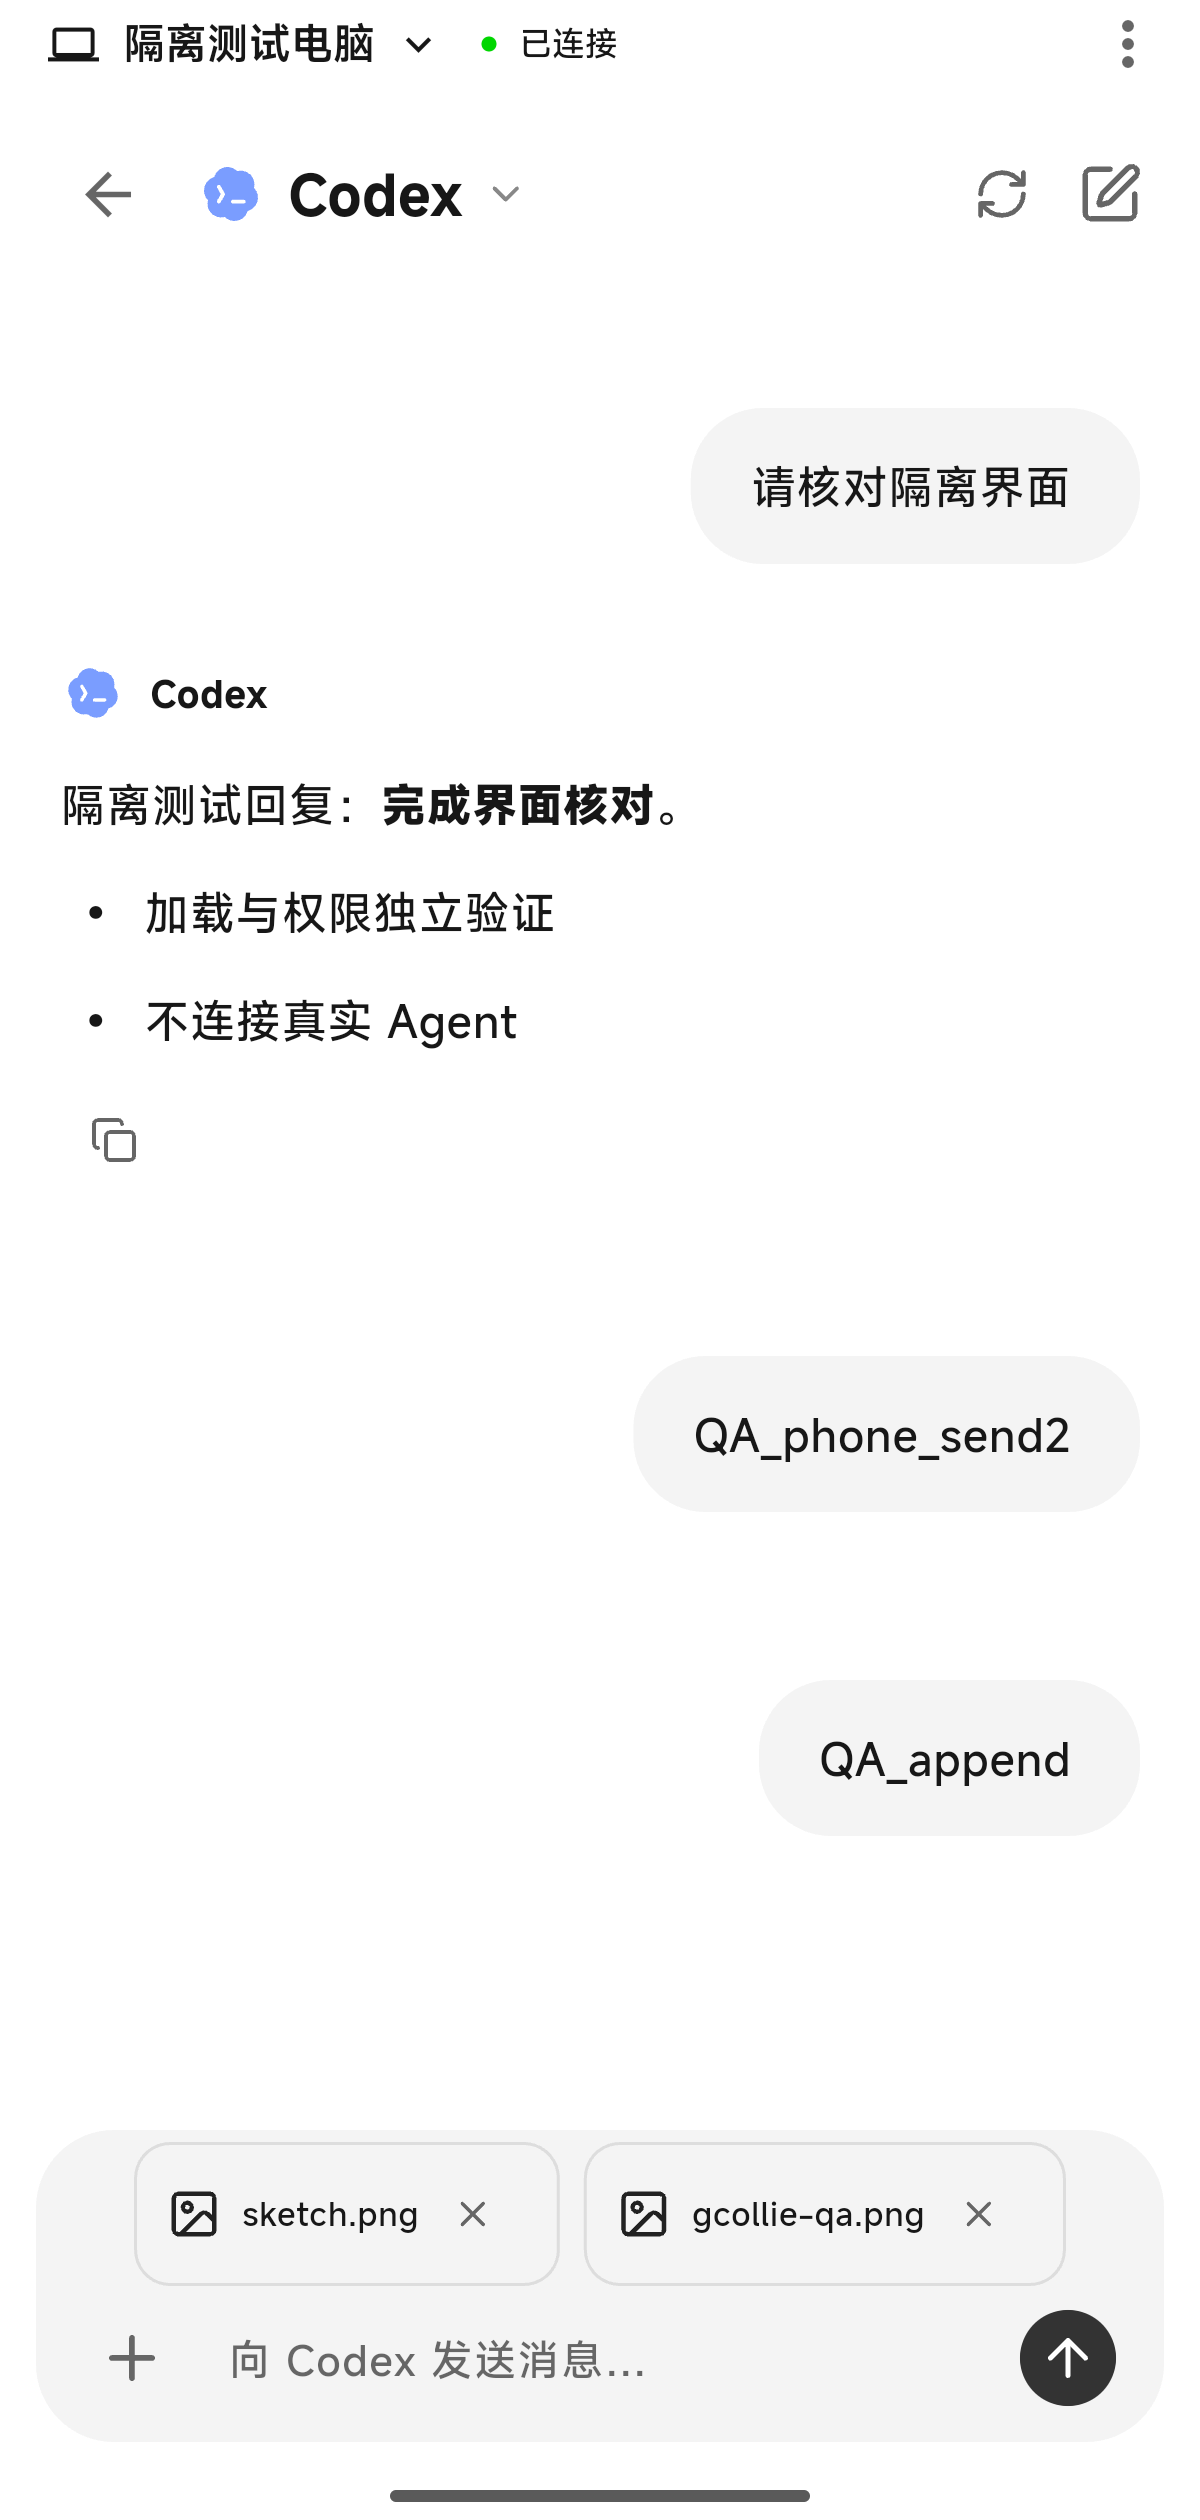 隔离测试电脑 已连接
Codex
请核对隔离界面
Codex
隔离测试回复：完成界面核对。
• 加载与权限独立验证
• 不连接真实 Agent
QA_phone_send2
QA_append
sketch.png gcollie-qa.png
向 Codex 发送消息...